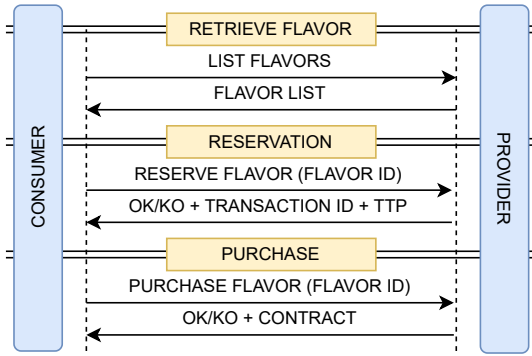 RETRIEVE FLAVOR
LIST FLAVORS
FLAVOR LIST
CONSUMER
PROVIDER
RESERVATION
RESERVE FLAVOR (FLAVOR ID)
OK/KO + TRANSACTION ID + TTP
PURCHASE
PURCHASE FLAVOR (FLAVOR ID)
OK/KO + CONTRACT